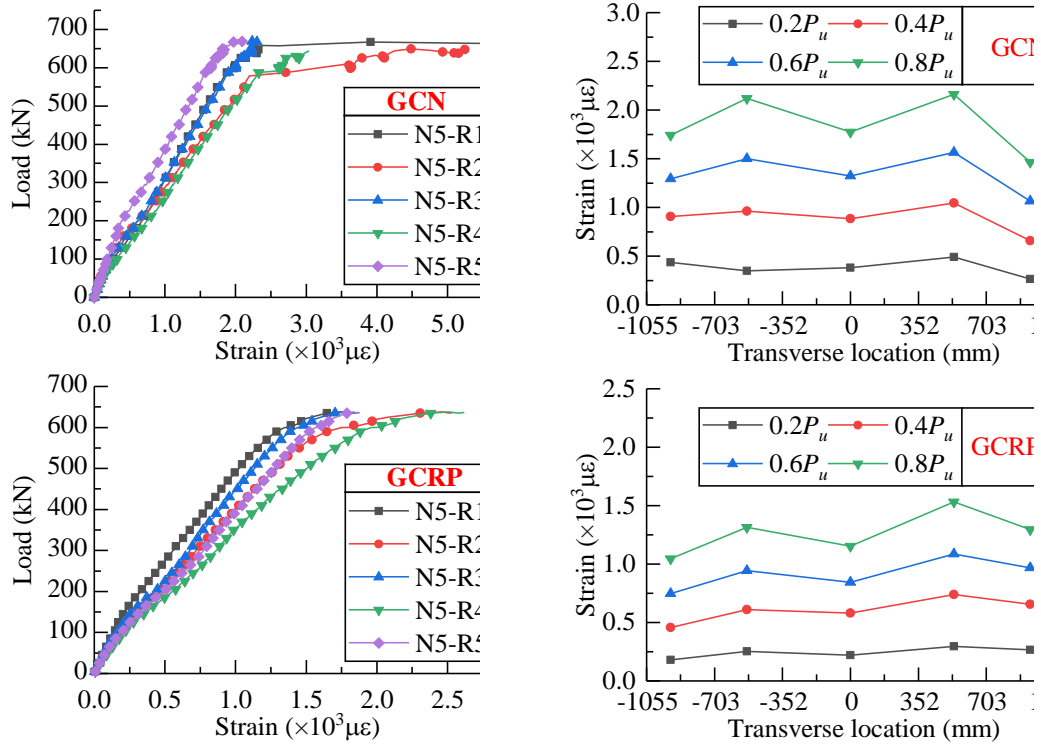 700
600
500
400
300
200
100
0
Load (kN)
0.0
1.0
2.0
3.0
4.0
5.0
Strain (×10³με)
GCN
N5-R1
N5-R2
N5-R3
N5-R4
N5-R5
3.0
2.5
2.0
1.5
1.0
0.5
0.0
Strain (×10³με)
0.2Pᵤ
0.4Pᵤ
0.6Pᵤ
0.8Pᵤ
GCN
-1055
-703
-352
0
352
703
1
Transverse location (mm)
700
600
500
400
300
200
100
0
Load (kN)
0.0
0.5
1.0
1.5
2.0
2.5
Strain (×10³με)
GCRP
N5-R1
N5-R2
N5-R3
N5-R4
N5-R5
2.5
2.0
1.5
1.0
0.5
0.0
Strain (×10³με)
0.2Pᵤ
0.4Pᵤ
0.6Pᵤ
0.8Pᵤ
GCRP
-1055
-703
-352
0
352
703
1
Transverse location (mm)